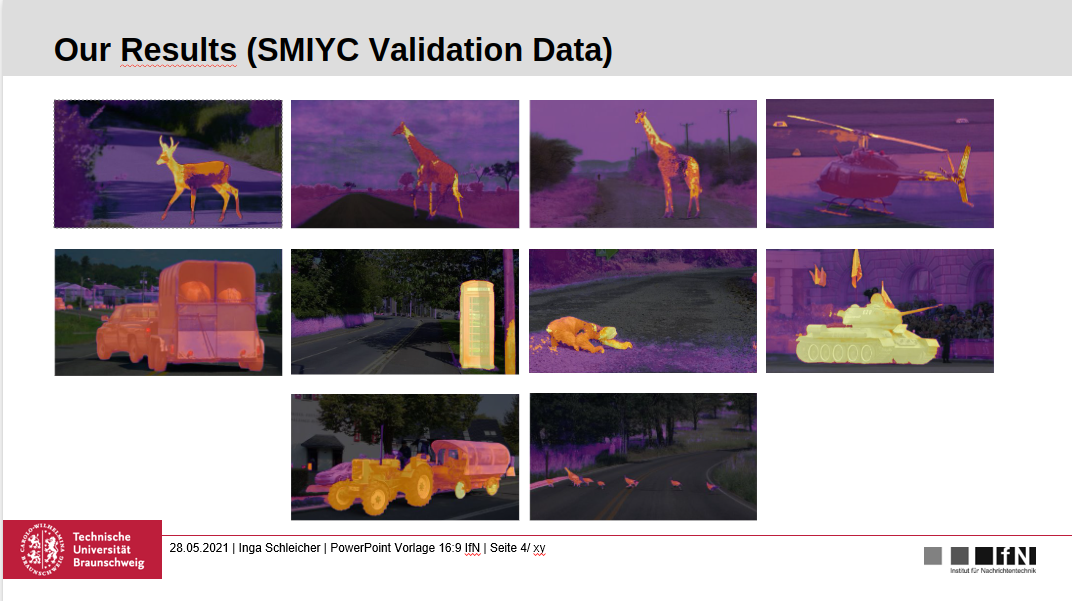 Our Results (SMIYC Validation Data)
Technische
Universität
Braunschweig
28.05.2021 | Inga Schleicher | PowerPoint Vorlage 16:9 IfN | Seite 4/ xy
IfN
Institut für Nachrichtentechnik